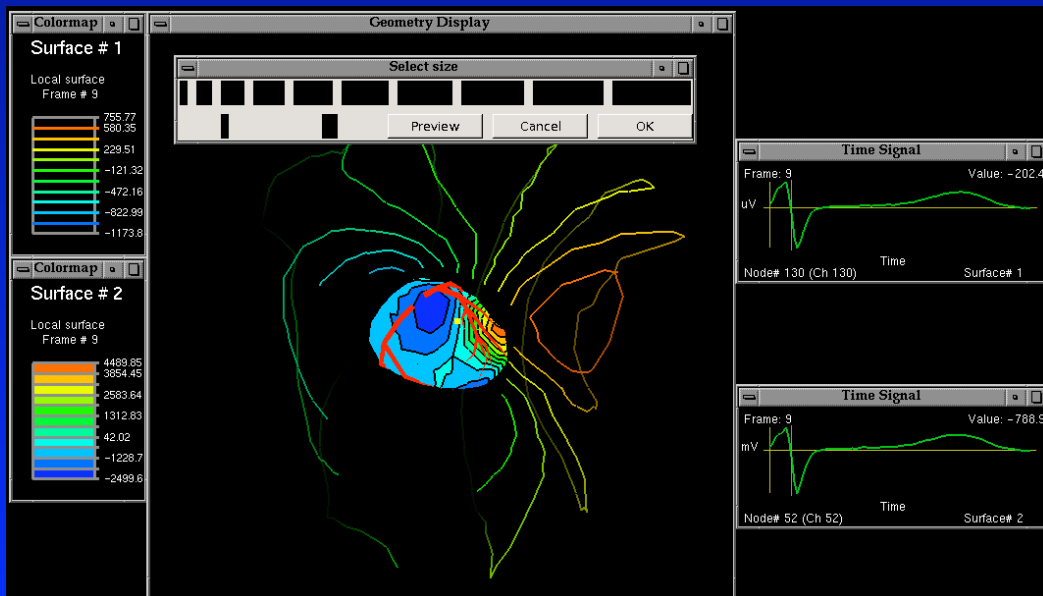 Colormap
Surface # 1
Local surface
Frame # 9
755.77
580.35
229.51
-121.32
-472.16
-822.99
-1173.8
Colormap
Surface # 2
Local surface
Frame # 9
4489.85
3854.45
2583.64
1312.83
42.02
-1228.7
-2499.6
Geometry Display
Select size
Preview Cancel OK
Time Signal
Frame: 9 Value: -202.4
uV
Time
Node# 130 (Ch 130) Surface# 1
Time Signal
Frame: 9 Value: -788.9
mV
Time
Node# 52 (Ch 52) Surface# 2